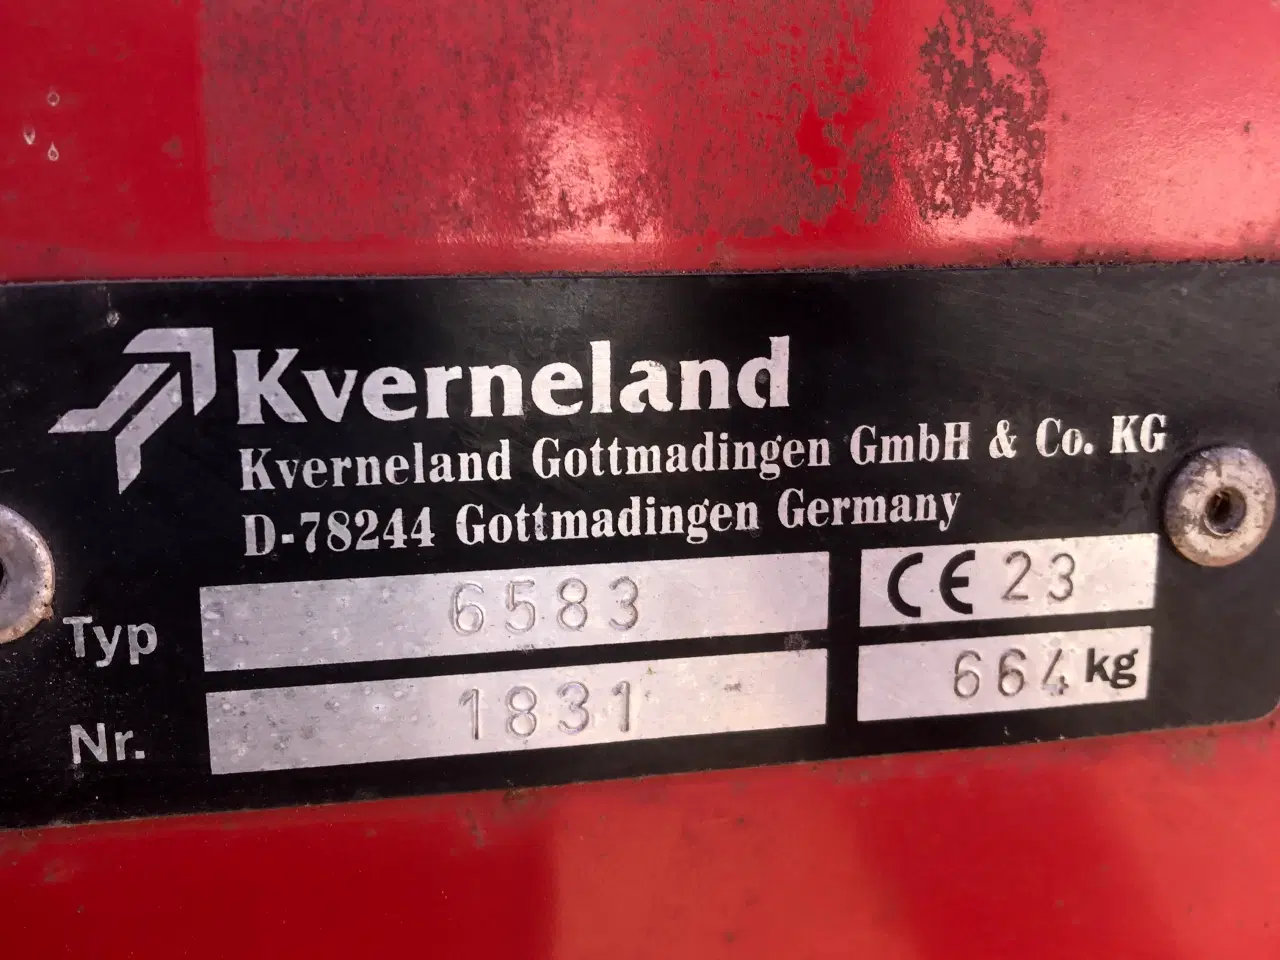 Kverneland
Kverneland Gottmadingen GmbH & Co. KG
D-78244 Gottmadingen Germany
Typ 6583 CE 23
Nr. 1831 664 kg